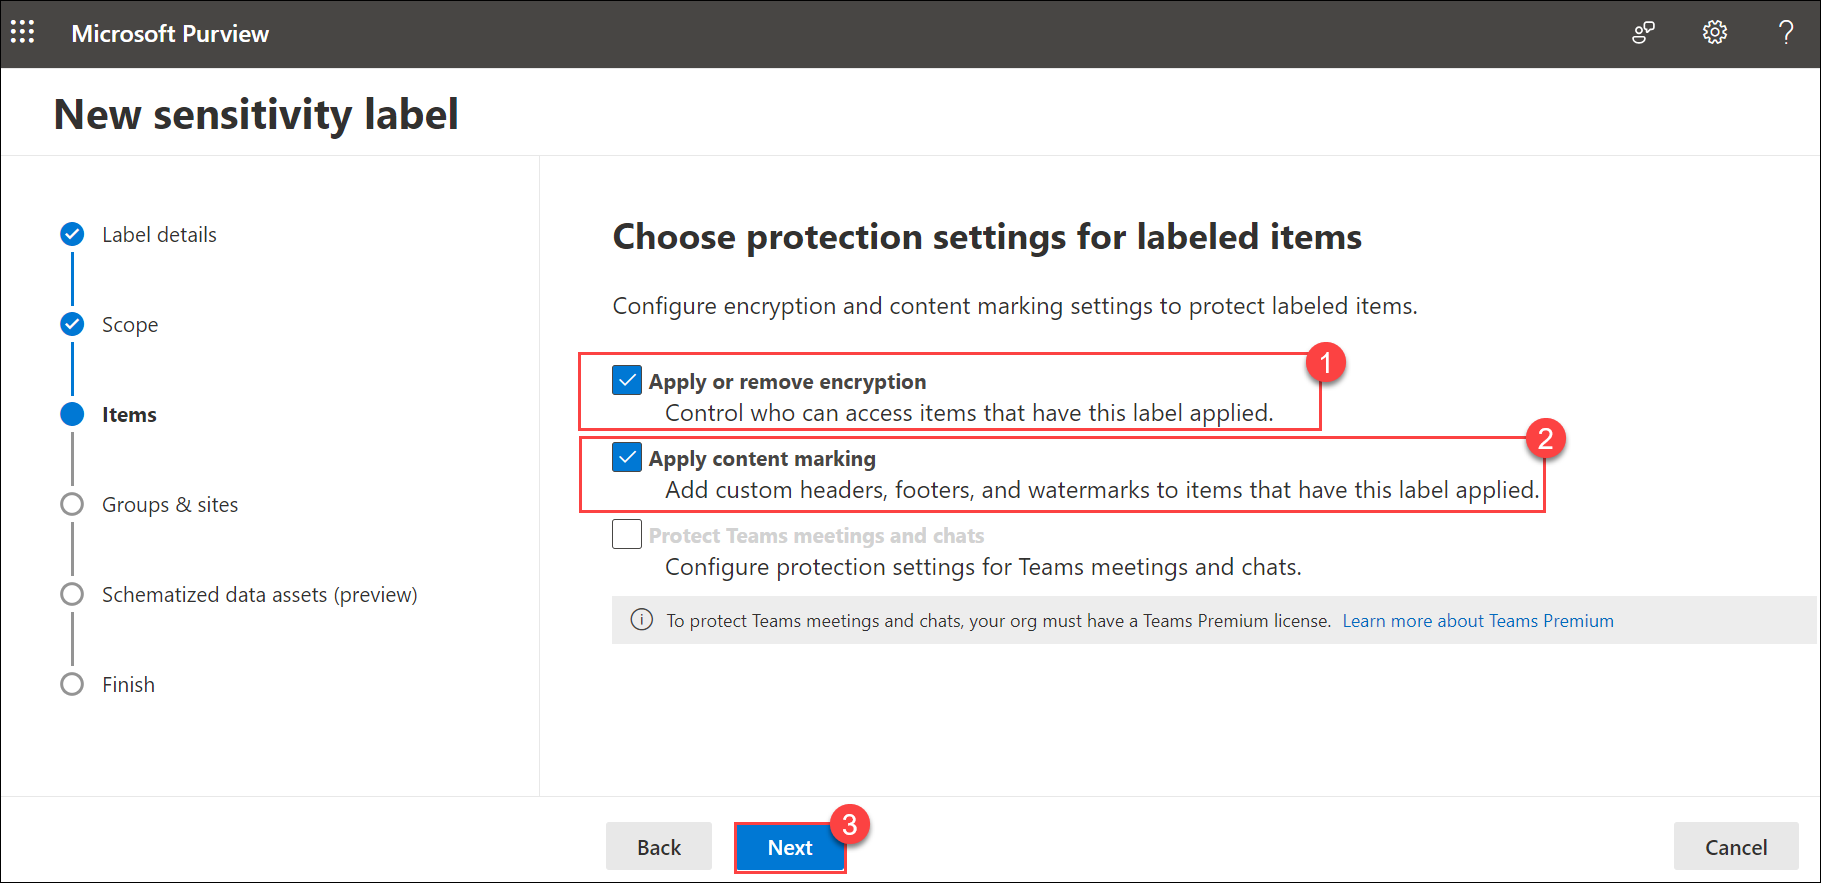 Microsoft Purview
?
New sensitivity label
Label details
Scope
Items
Groups & sites
Schematized data assets (preview)
Finish
Choose protection settings for labeled items
Configure encryption and content marking settings to protect labeled items.
1
Apply or remove encryption
Control who can access items that have this label applied.
2
Apply content marking
Add custom headers, footers, and watermarks to items that have this label applied.
Protect Teams meetings and chats
Configure protection settings for Teams meetings and chats.
To protect Teams meetings and chats, your org must have a Teams Premium license. Learn more about Teams Premium
3
Back
Next
Cancel